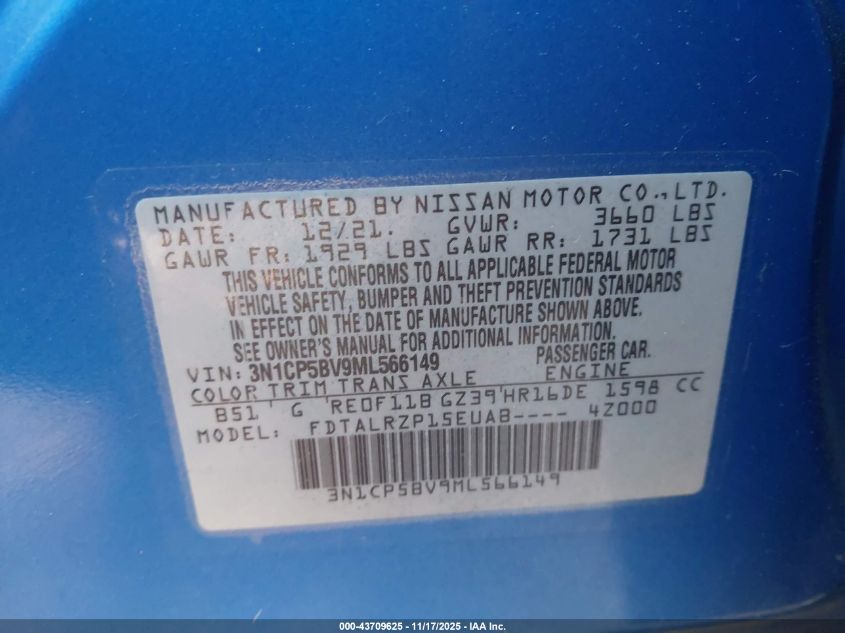 MANUFACTURED BY NISSAN MOTOR CO.,LTD.
DATE: 12/21. GVWR: 3660 LBS
GAWR FR: 1929 LBS GAWR RR: 1731 LBS
THIS VEHICLE CONFORMS TO ALL APPLICABLE FEDERAL MOTOR
VEHICLE SAFETY, BUMPER AND THEFT PREVENTION STANDARDS
IN EFFECT ON THE DATE OF MANUFACTURE SHOWN ABOVE.
SEE OWNER'S MANUAL FOR ADDITIONAL INFORMATION.
VIN: 3N1CP5BV9ML566149 PASSENGER CAR.
COLOR TRIM TRANS AXLE ENGINE
B51 G RE0F11B GZ39 HR16DE 1598 CC
MODEL: FDTALRZP15EUAB---- 4Z000
3N1CP5BV9ML566149
000-43709625 - 11/17/2025 - IAA Inc.